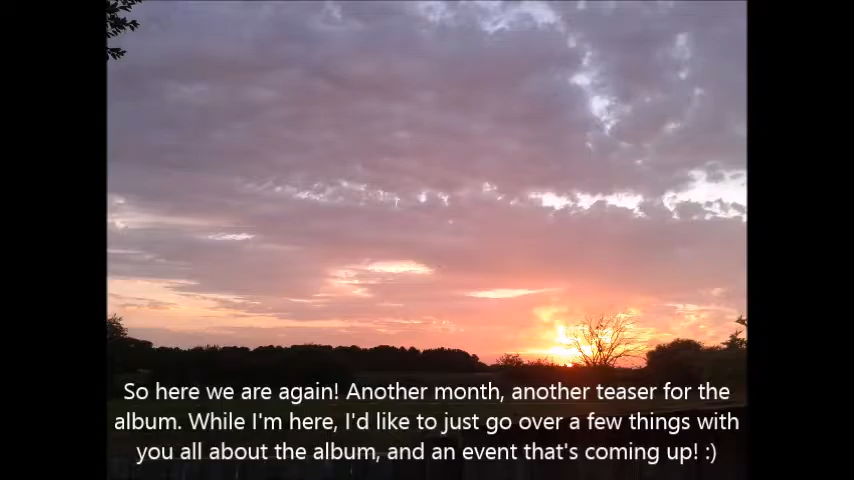 So here we are again! Another month, another teaser for the
album. While I'm here, I'd like to just go over a few things with
you all about the album, and an event that's coming up! :)